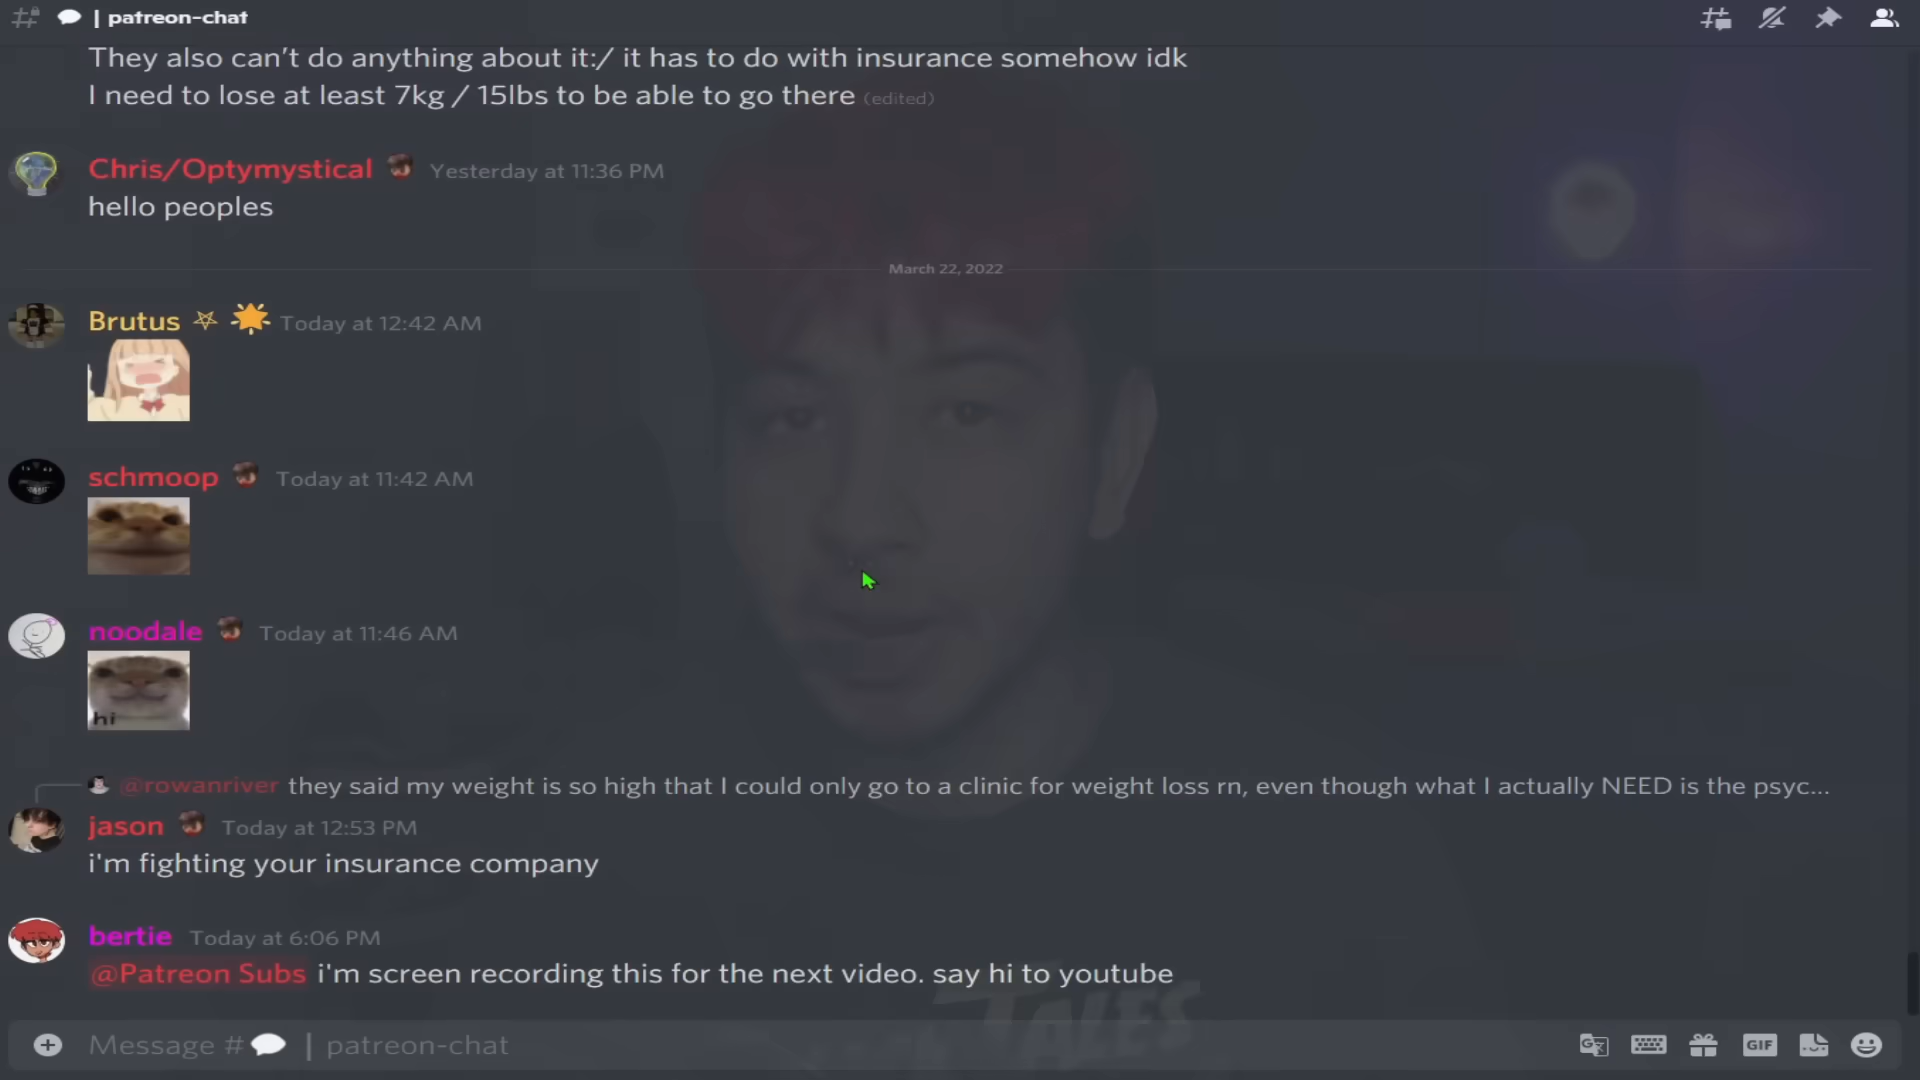 | patreon-chat
They also can't do anything about it:/ it has to do with insurance somehow idk
I need to lose at least 7kg / 15lbs to be able to go there (edited)
Chris/Optymystical Yesterday at 11:36 PM
hello peoples
March 22, 2022
Brutus Today at 12:42 AM
schmoop Today at 11:42 AM
noodale Today at 11:46 AM
hi
@rowanriver they said my weight is so high that I could only go to a clinic for weight loss rn, even though what I actually NEED is the psyc...
jason Today at 12:53 PM
i'm fighting your insurance company
bertie Today at 6:06 PM
@Patreon Subs i'm screen recording this for the next video. say hi to youtube
TALES
Message # | patreon-chat
GIF